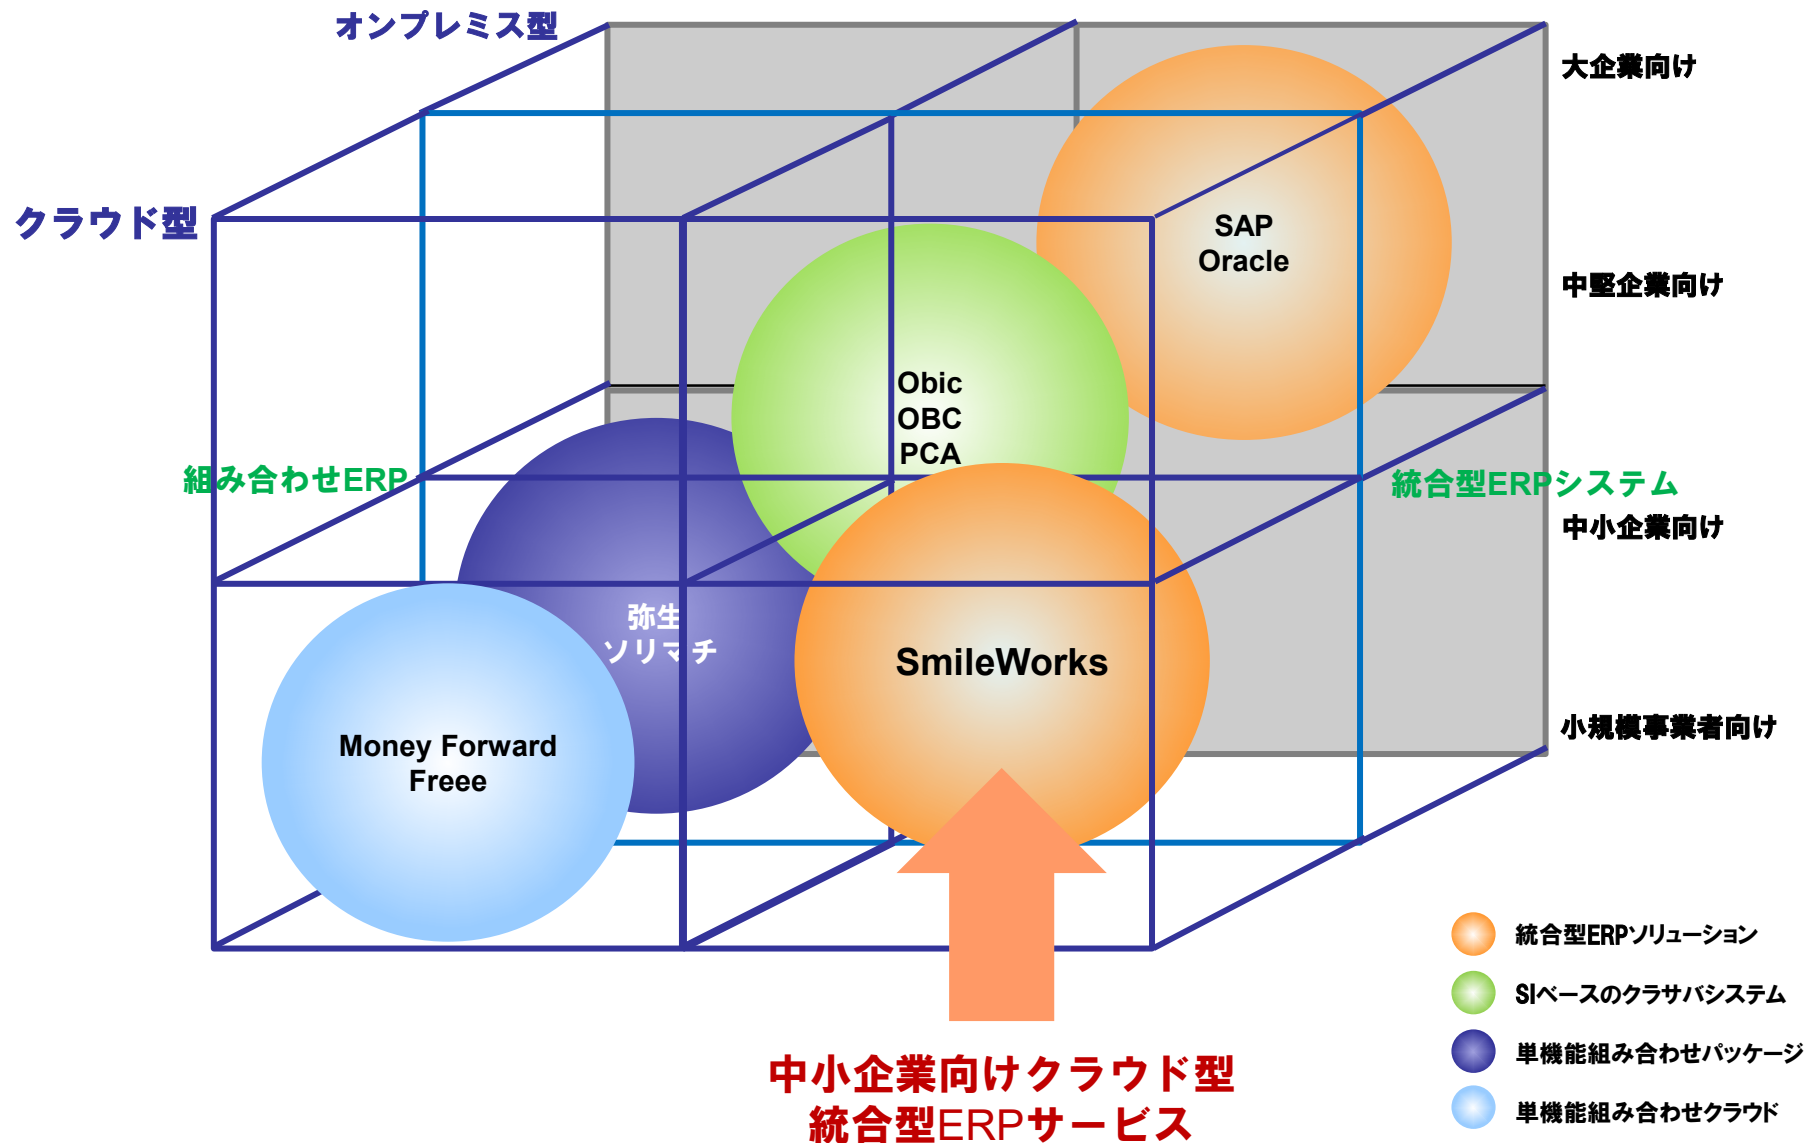 オンプレミス型
大企業向け
クラウド型
SAP
Oracle
中堅企業向け
Obic
OBC
PCA
組み合わせERP
統合型ERPシステム
中小企業向け
弥生
ソリマチ
SmileWorks
小規模事業者向け
Money Forward
Freee
統合型ERPソリューション
SIベースのクラサバシステム
単機能組み合わせパッケージ
単機能組み合わせクラウド
中小企業向けクラウド型
統合型ERPサービス